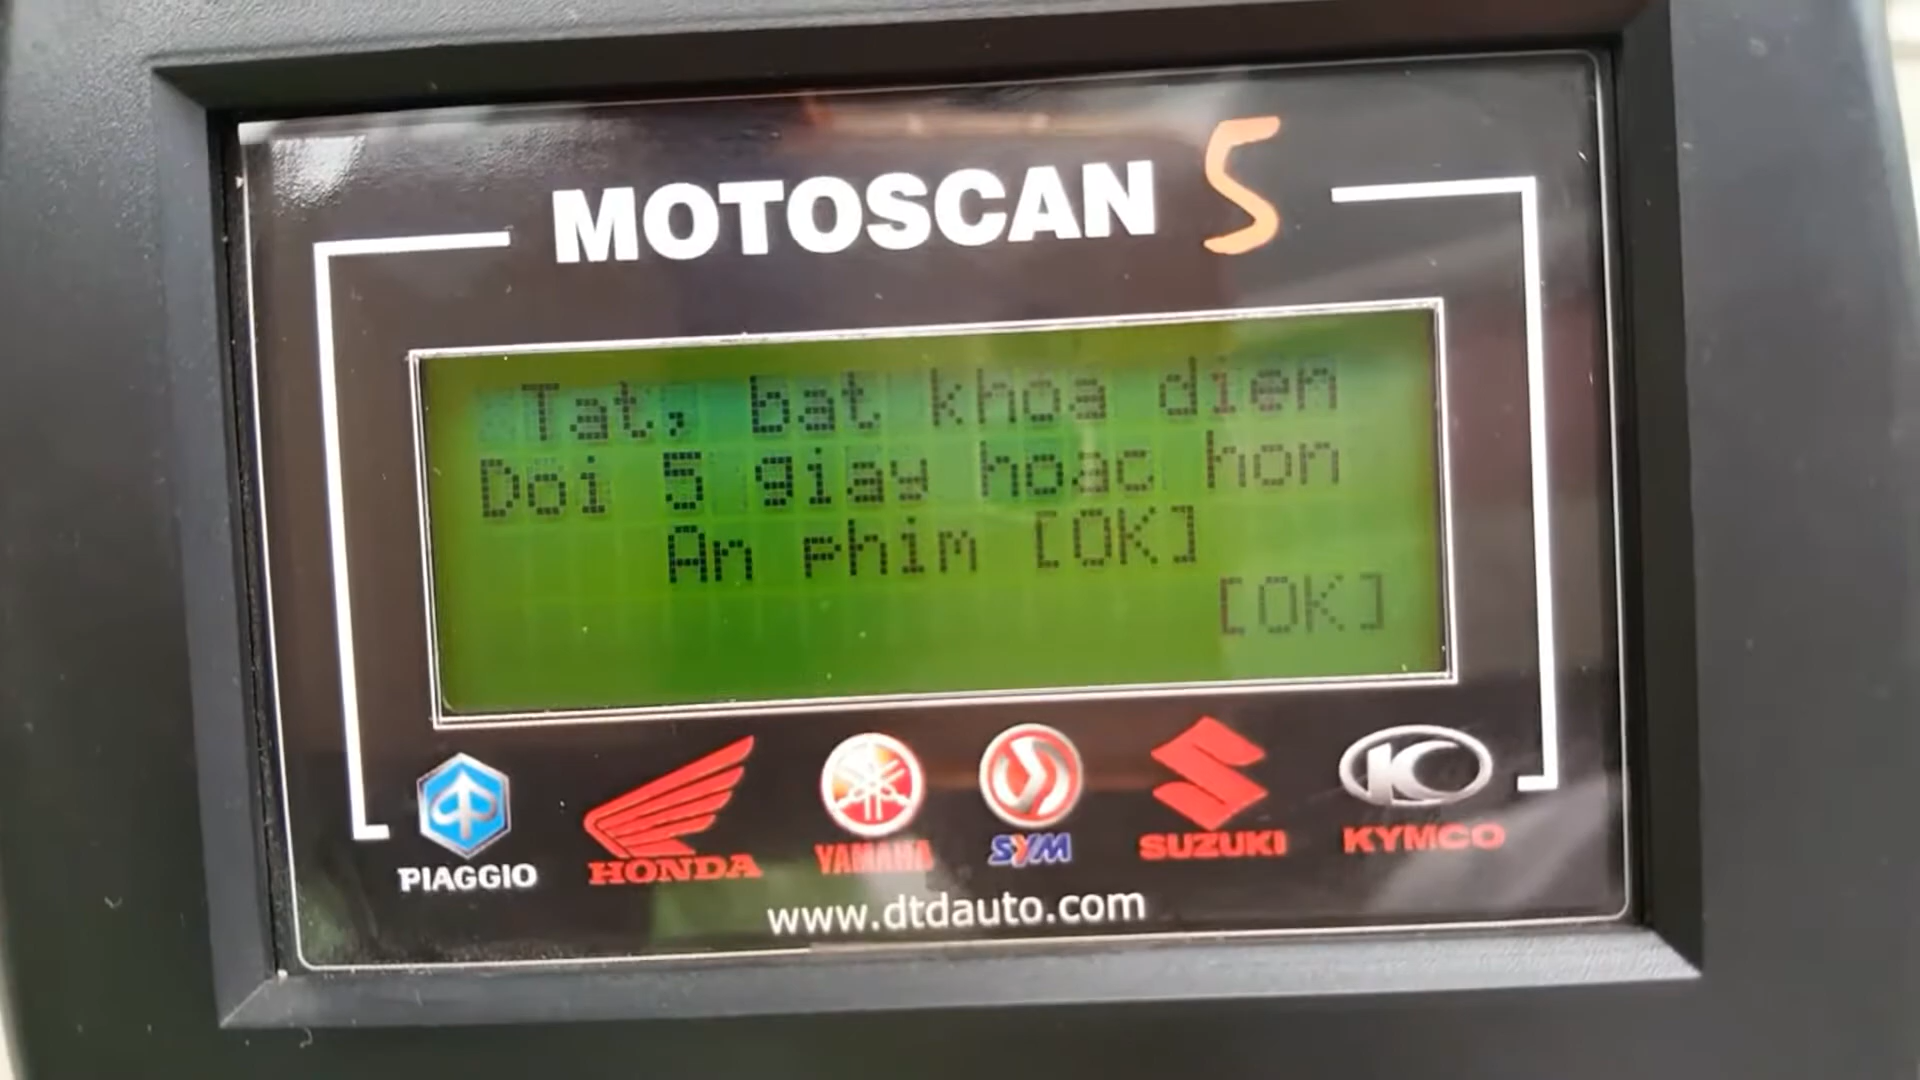 MOTOSCAN 5
Tat, bat khoa dien
Doi 5 giay hoac hon
An phim [OK]
[OK]
PIAGGIO
HONDA
YAMAHA
SYM
SUZUKI
KYMCO
www.dtdauto.com